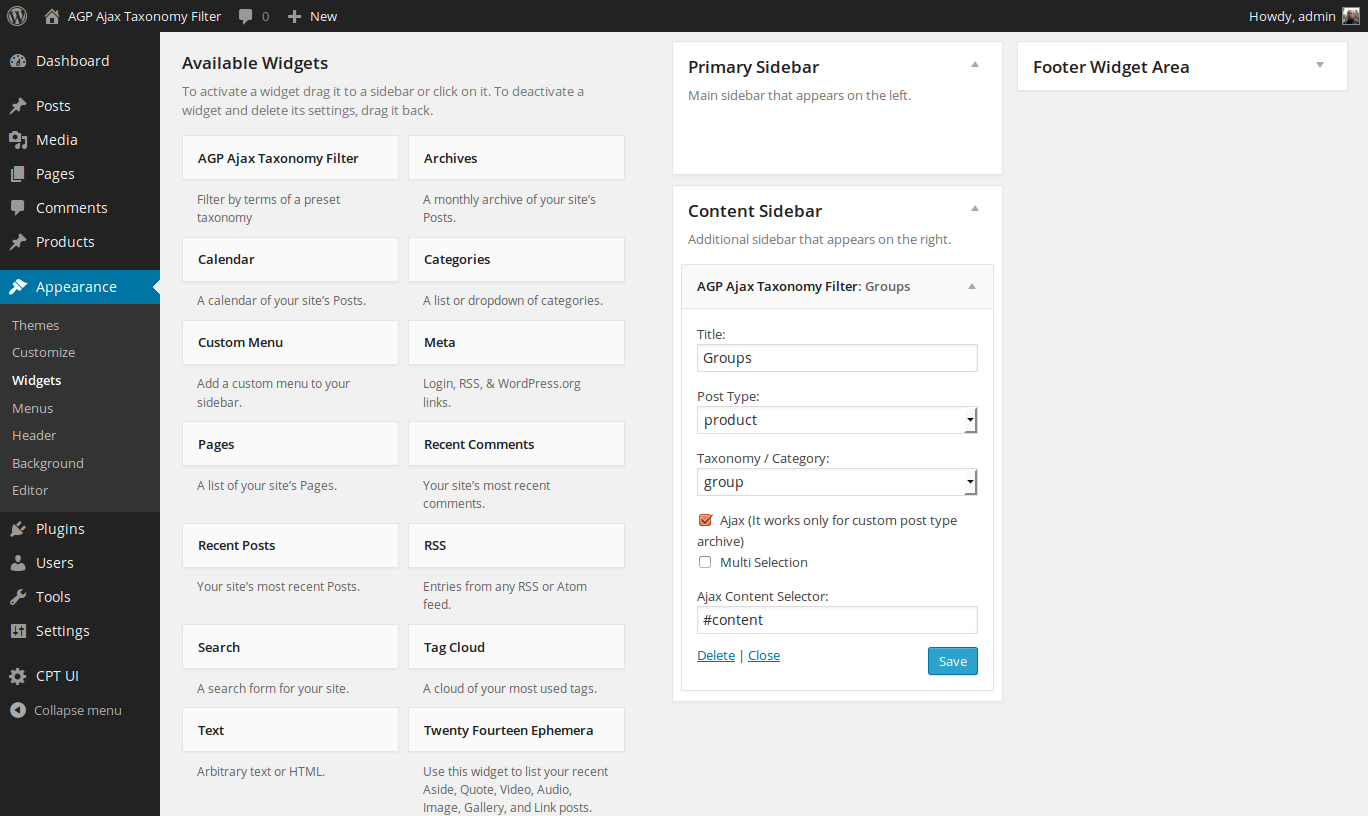 AGP Ajax Taxonomy Filter
0
New
Howdy, admin
Dashboard
Posts
Media
Pages
Comments
Products
Appearance
Themes
Customize
Widgets
Menus
Header
Background
Editor
Plugins
Users
Tools
Settings
CPT UI
Collapse menu
Available Widgets
To activate a widget drag it to a sidebar or click on it. To deactivate a
widget and delete its settings, drag it back.
AGP Ajax Taxonomy Filter
Filter by terms of a preset
taxonomy
Archives
A monthly archive of your site’s
Posts.
Calendar
A calendar of your site’s Posts.
Categories
A list or dropdown of categories.
Custom Menu
Add a custom menu to your
sidebar.
Meta
Login, RSS, & WordPress.org
links.
Pages
A list of your site’s Pages.
Recent Comments
Your site’s most recent
comments.
Recent Posts
Your site’s most recent Posts.
RSS
Entries from any RSS or Atom
feed.
Search
A search form for your site.
Tag Cloud
A cloud of your most used tags.
Text
Arbitrary text or HTML.
Twenty Fourteen Ephemera
Use this widget to list your recent
Aside, Quote, Video, Audio,
Image, Gallery, and Link posts.
Primary Sidebar
Main sidebar that appears on the left.
Content Sidebar
Additional sidebar that appears on the right.
AGP Ajax Taxonomy Filter: Groups
Title:
Groups
Post Type:
product
Taxonomy / Category:
group
Ajax (It works only for custom post type
archive)
Multi Selection
Ajax Content Selector:
#content
Delete | Close
Save
Footer Widget Area